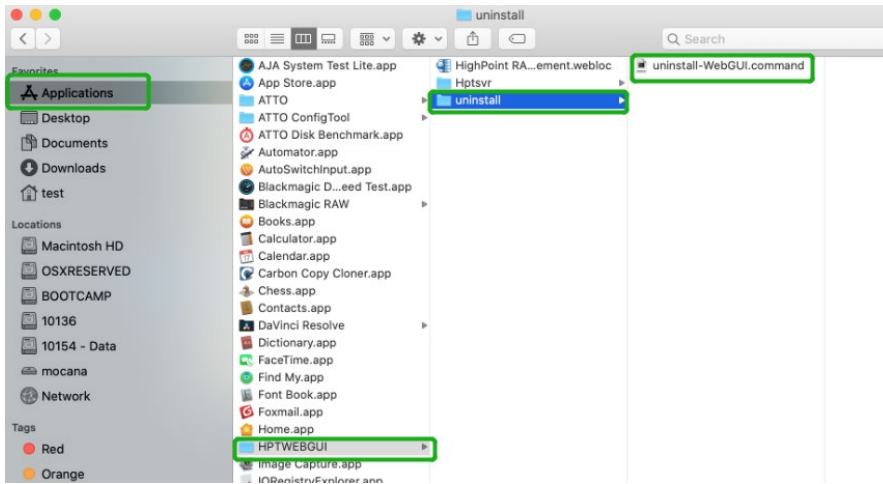 uninstall
Search
Favorites
Applications
Desktop
Documents
Downloads
test
Locations
Macintosh HD
OSXRESERVED
BOOTCAMP
10136
10154 - Data
mocana
Network
Tags
Red
Orange
AJA System Test Lite.app
App Store.app
ATTO
ATTO ConfigTool
ATTO Disk Benchmark.app
Automator.app
AutoSwitchInput.app
Blackmagic D...eed Test.app
Blackmagic RAW
Books.app
Calculator.app
Calendar.app
Carbon Copy Cloner.app
Chess.app
Contacts.app
DaVinci Resolve
Dictionary.app
FaceTime.app
Find My.app
Font Book.app
Foxmail.app
Home.app
HPTWEBGUI
Image Capture.app
IORegistryExplorer.app
HighPoint RA...ement.webloc
Hptsvr
uninstall
uninstall-WebGUI.command